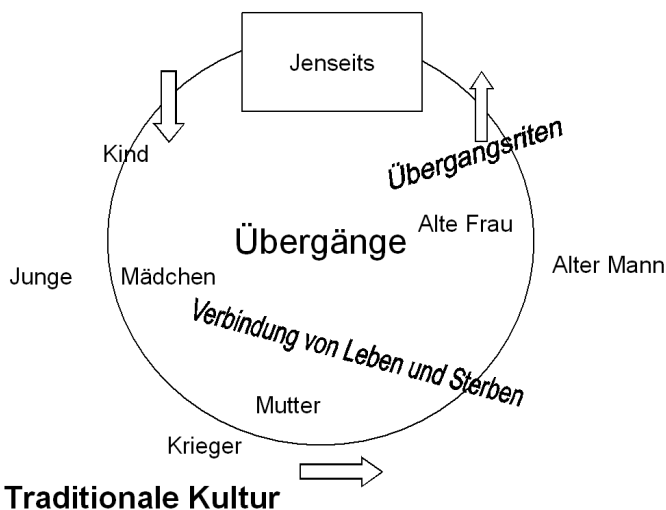 Jenseits
Übergangsriten
Kind
Übergänge
Alte Frau
Alter Mann
Junge
Mädchen
Verbindung von Leben und Sterben
Mutter
Krieger
Traditionale Kultur